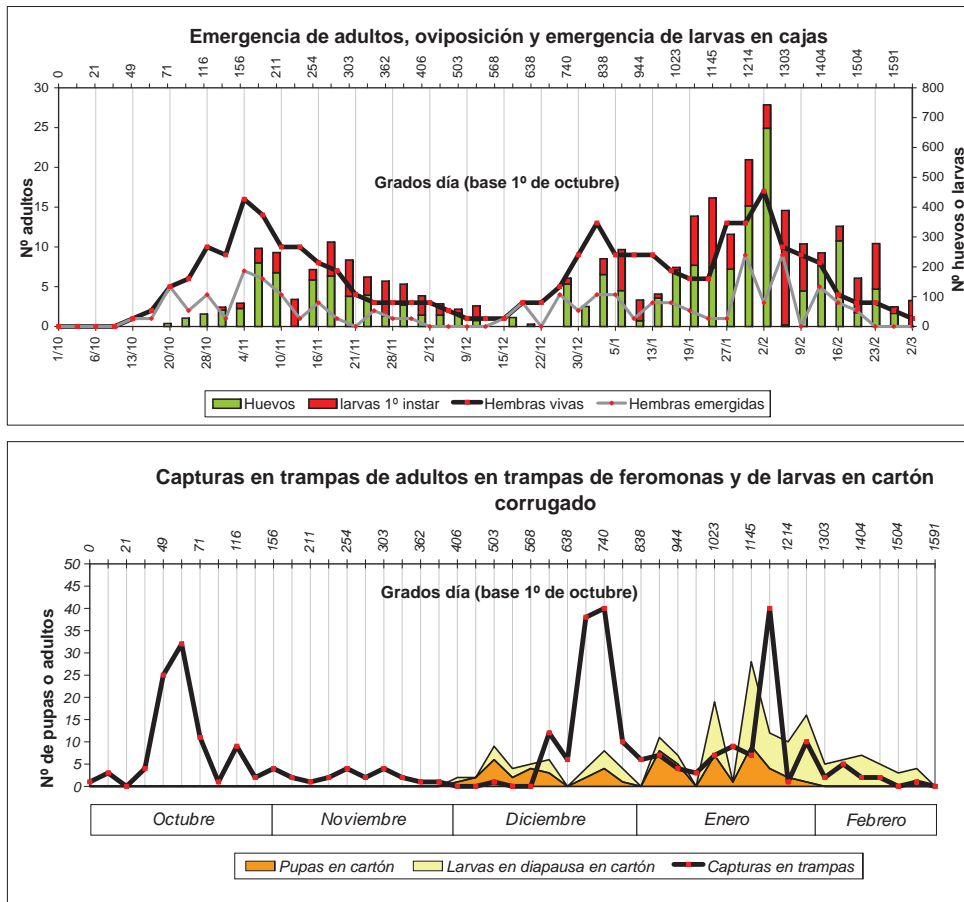 Emergencia de adultos, oviposición y emergencia de larvas en cajas
0 21 49 71 116 156 211 254 303 362 406 503 568 740 838 944 1023 1145 1214 1303 1404 1504 1591
30 25 20 15 10 5 0
Nº adultos
Grados día (base 1º de octubre)
800 700 600 500 400 300 200 100 0
Nº huevos o larvas
1/10 6/10 13/10 20/10 28/10 4/11 10/11 16/11 21/11 28/11 2/12 9/12 15/12 22/12 30/12 5/1 13/1 19/1 27/1 2/2 9/2 16/2 23/2 2/3
Huevos larvas 1º instar Hembras vivas Hembras emergidas
Capturas en trampas de adultos en trampas de feromonas y de larvas en cartón
corrugado
0 21 49 71 116 156 211 254 303 362 406 503 568 638 740 838 944 1023 1145 1214 1303 1404 1504 1591
50 45 40 35 30 25 20 15 10 5 0
Nº de pupas o adultos
Grados día (base 1º de octubre)
Octubre Noviembre Diciembre Enero Febrero
Pupas en cartón Larvas en diapausa en cartón Capturas en trampas